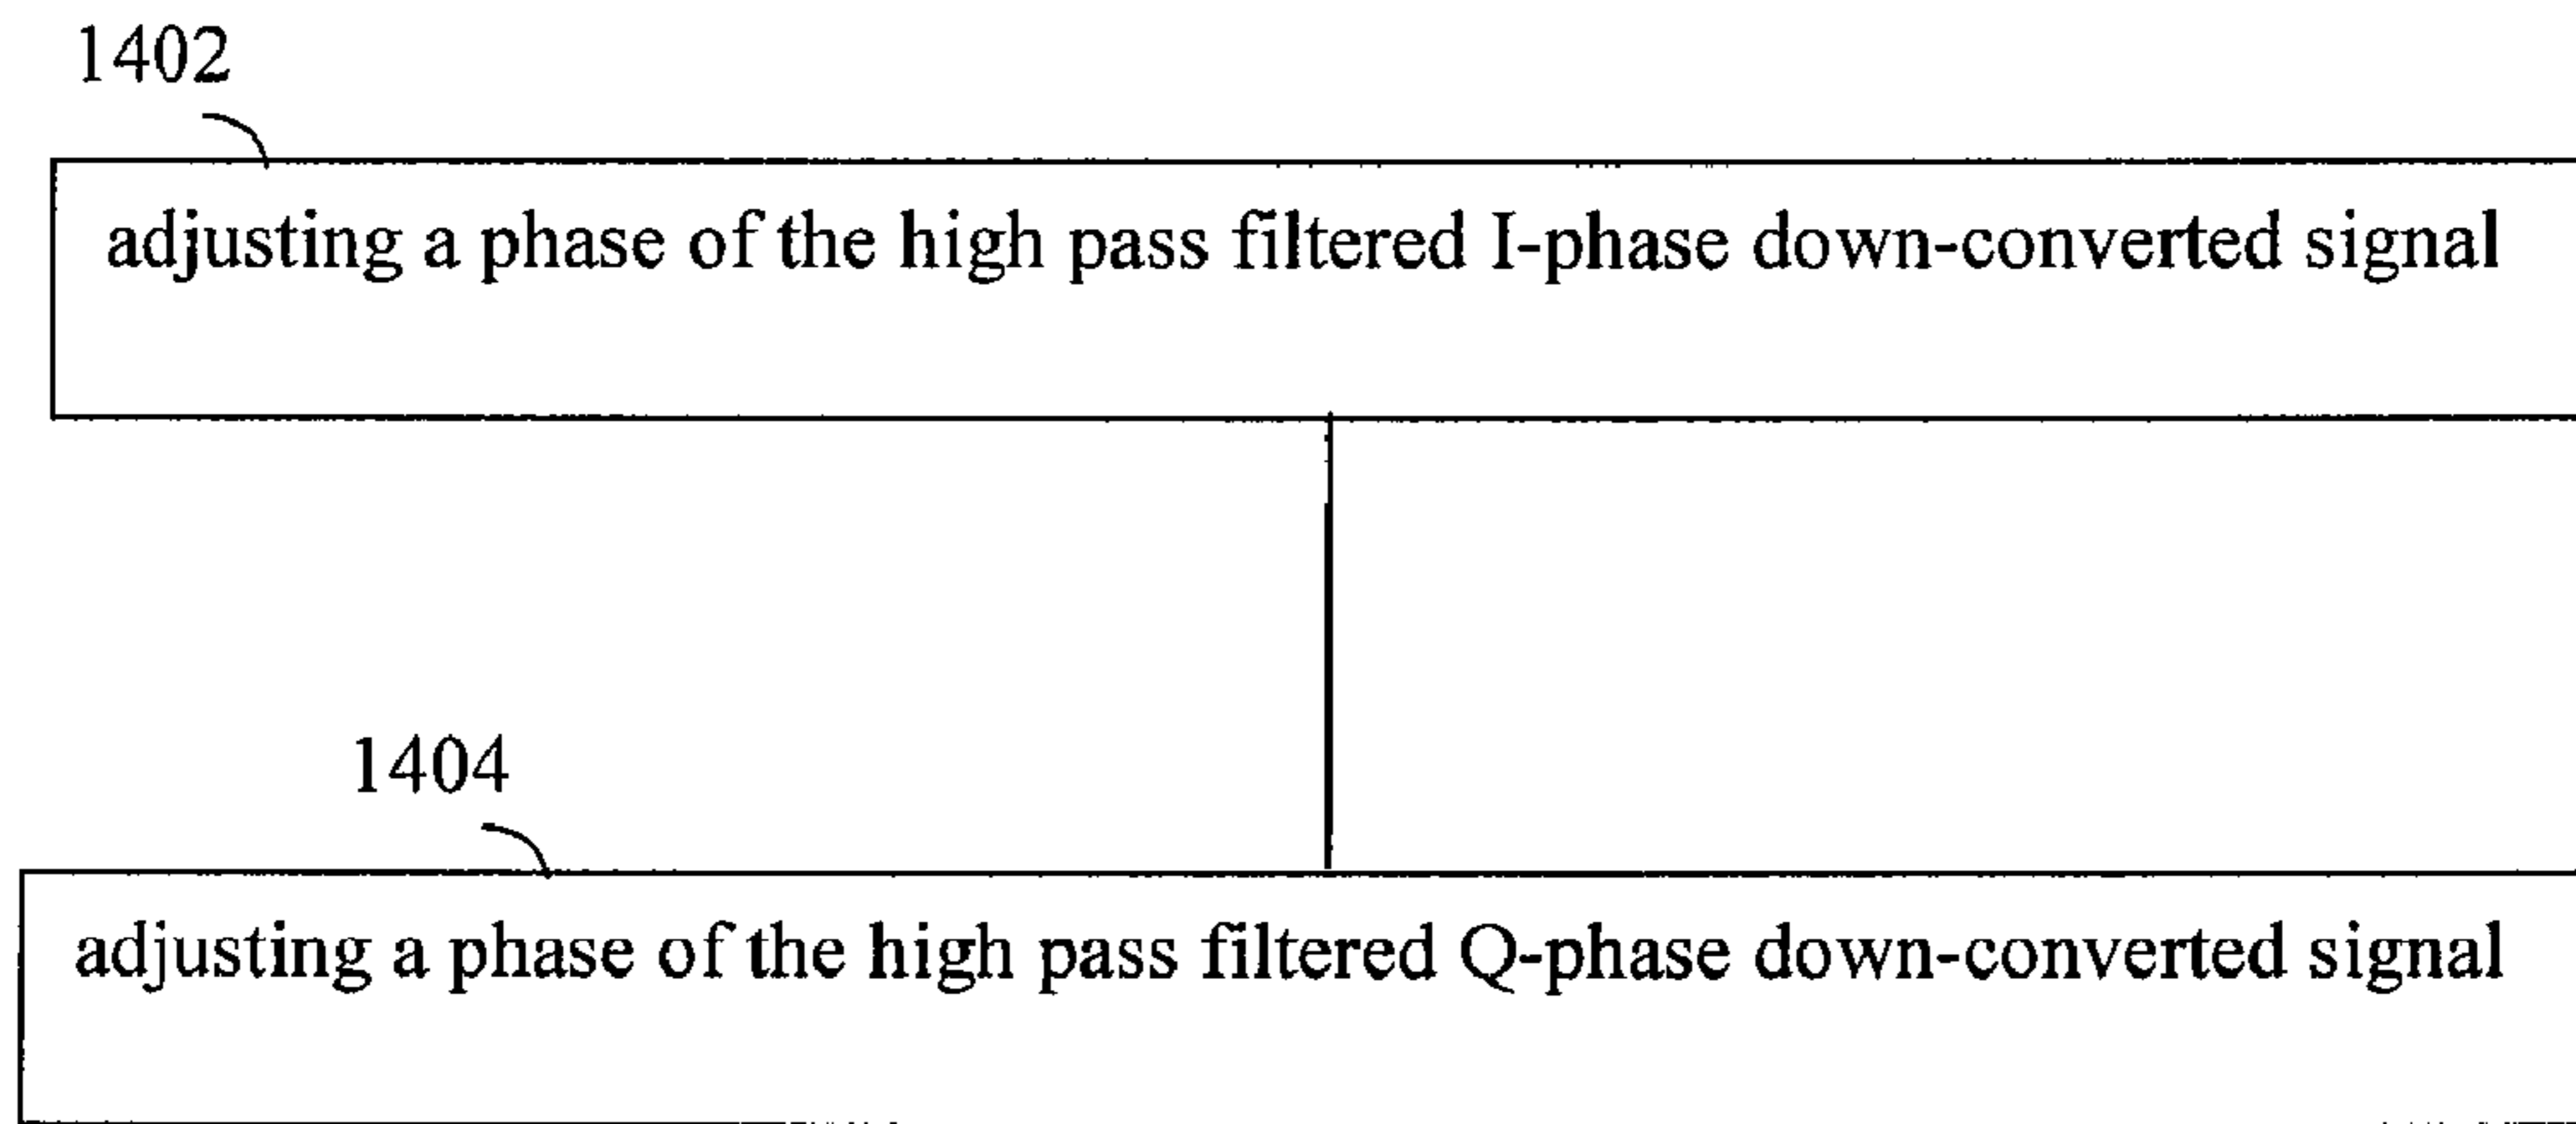 1402
adjusting a phase of the high pass filtered I-phase down-converted signal
1404
adjusting a phase of the high pass filtered Q-phase down-converted signal